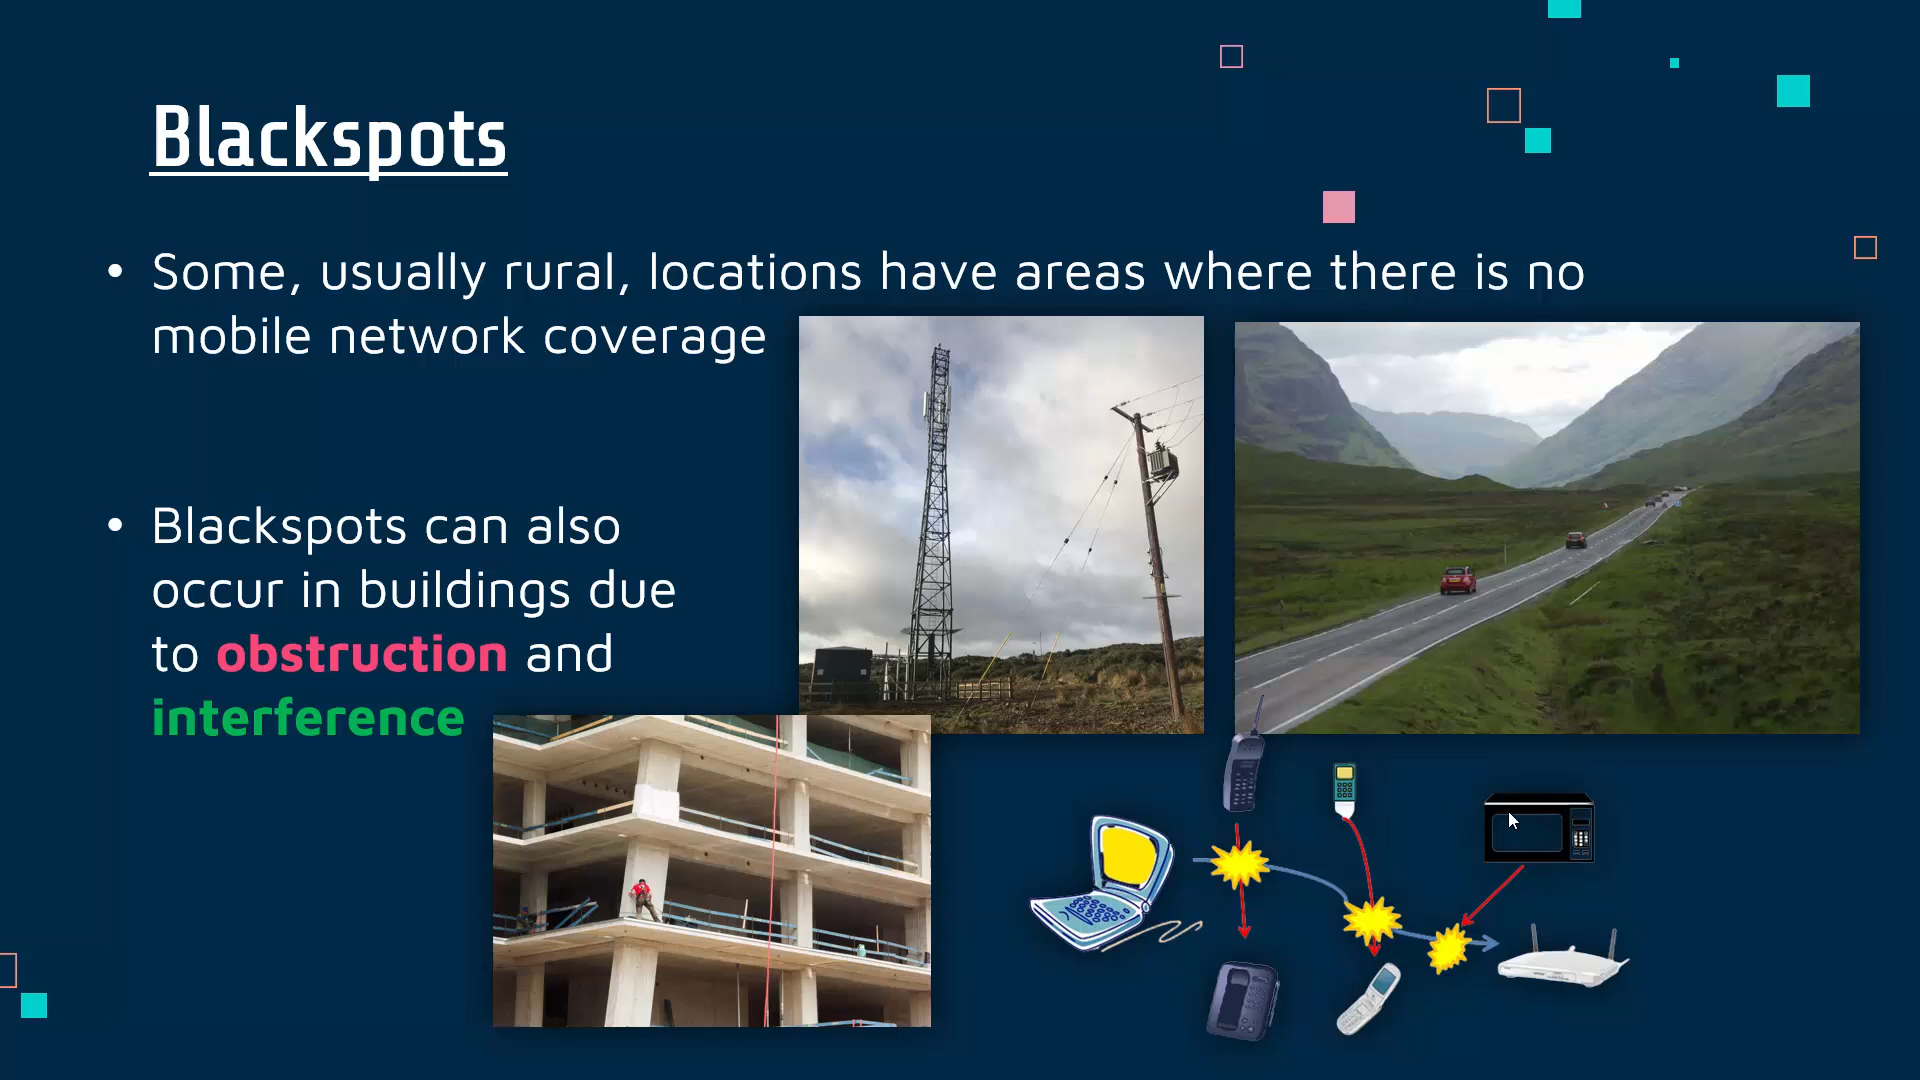 Blackspots
• Some, usually rural, locations have areas where there is no
mobile network coverage
• Blackspots can also
occur in buildings due
to obstruction and
interference